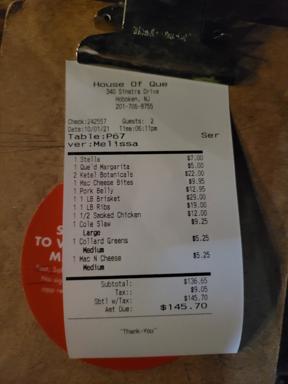 House Of Que
340 Sinatra Drive
Hoboken, NJ
201-706-8755
Check:242557 Guests: 2
Date:10/01/21 Time:06:11pm
Table:P67 Ser
ver:Melissa
1 Stella $7.00
1 Que'd Margarita $5.00
2 Ketel Botanicals $22.00
1 Mac Cheese Bites $9.95
1 Pork Belly $12.95
1 1 LB Brisket $29.00
1 1 LB Ribs $19.00
1 1/2 Smoked Chicken $12.00
1 Cole Slaw $9.25
Large
1 Collard Greens $5.25
Medium
1 Mac N Cheese $5.25
Medium
Subtotal: $136.65
Tax:: $9.05
Sbtl w/Tax: $145.70
Amt Due: $145.70
"Thank-You"
TO